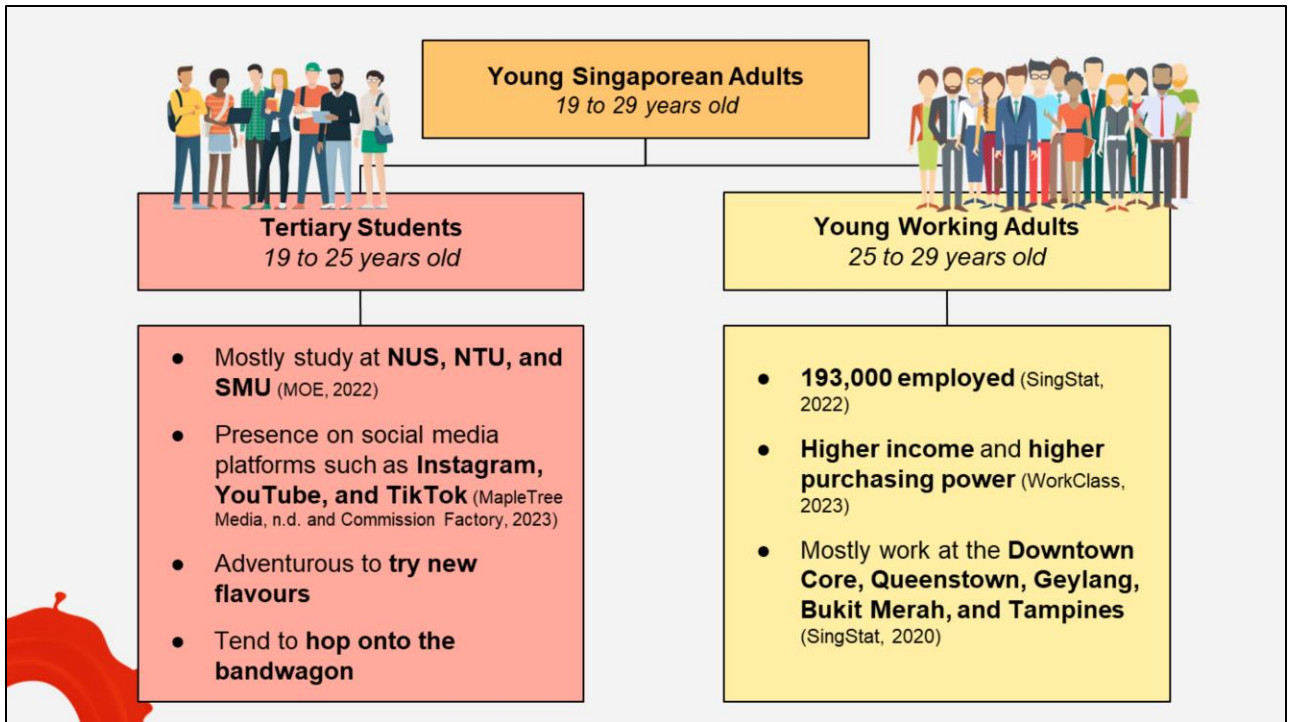 Young Singaporean Adults
19 to 29 years old
Tertiary Students
19 to 25 years old
● Mostly study at NUS, NTU, and
SMU (MOE, 2022)
● Presence on social media
platforms such as Instagram,
YouTube, and TikTok (MapleTree
Media, n.d. and Commission Factory, 2023)
● Adventurous to try new
flavours
● Tend to hop onto the
bandwagon
Young Working Adults
25 to 29 years old
● 193,000 employed (SingStat,
2022)
● Higher income and higher
purchasing power (WorkClass,
2023)
● Mostly work at the Downtown
Core, Queenstown, Geylang,
Bukit Merah, and Tampines
(SingStat, 2020)